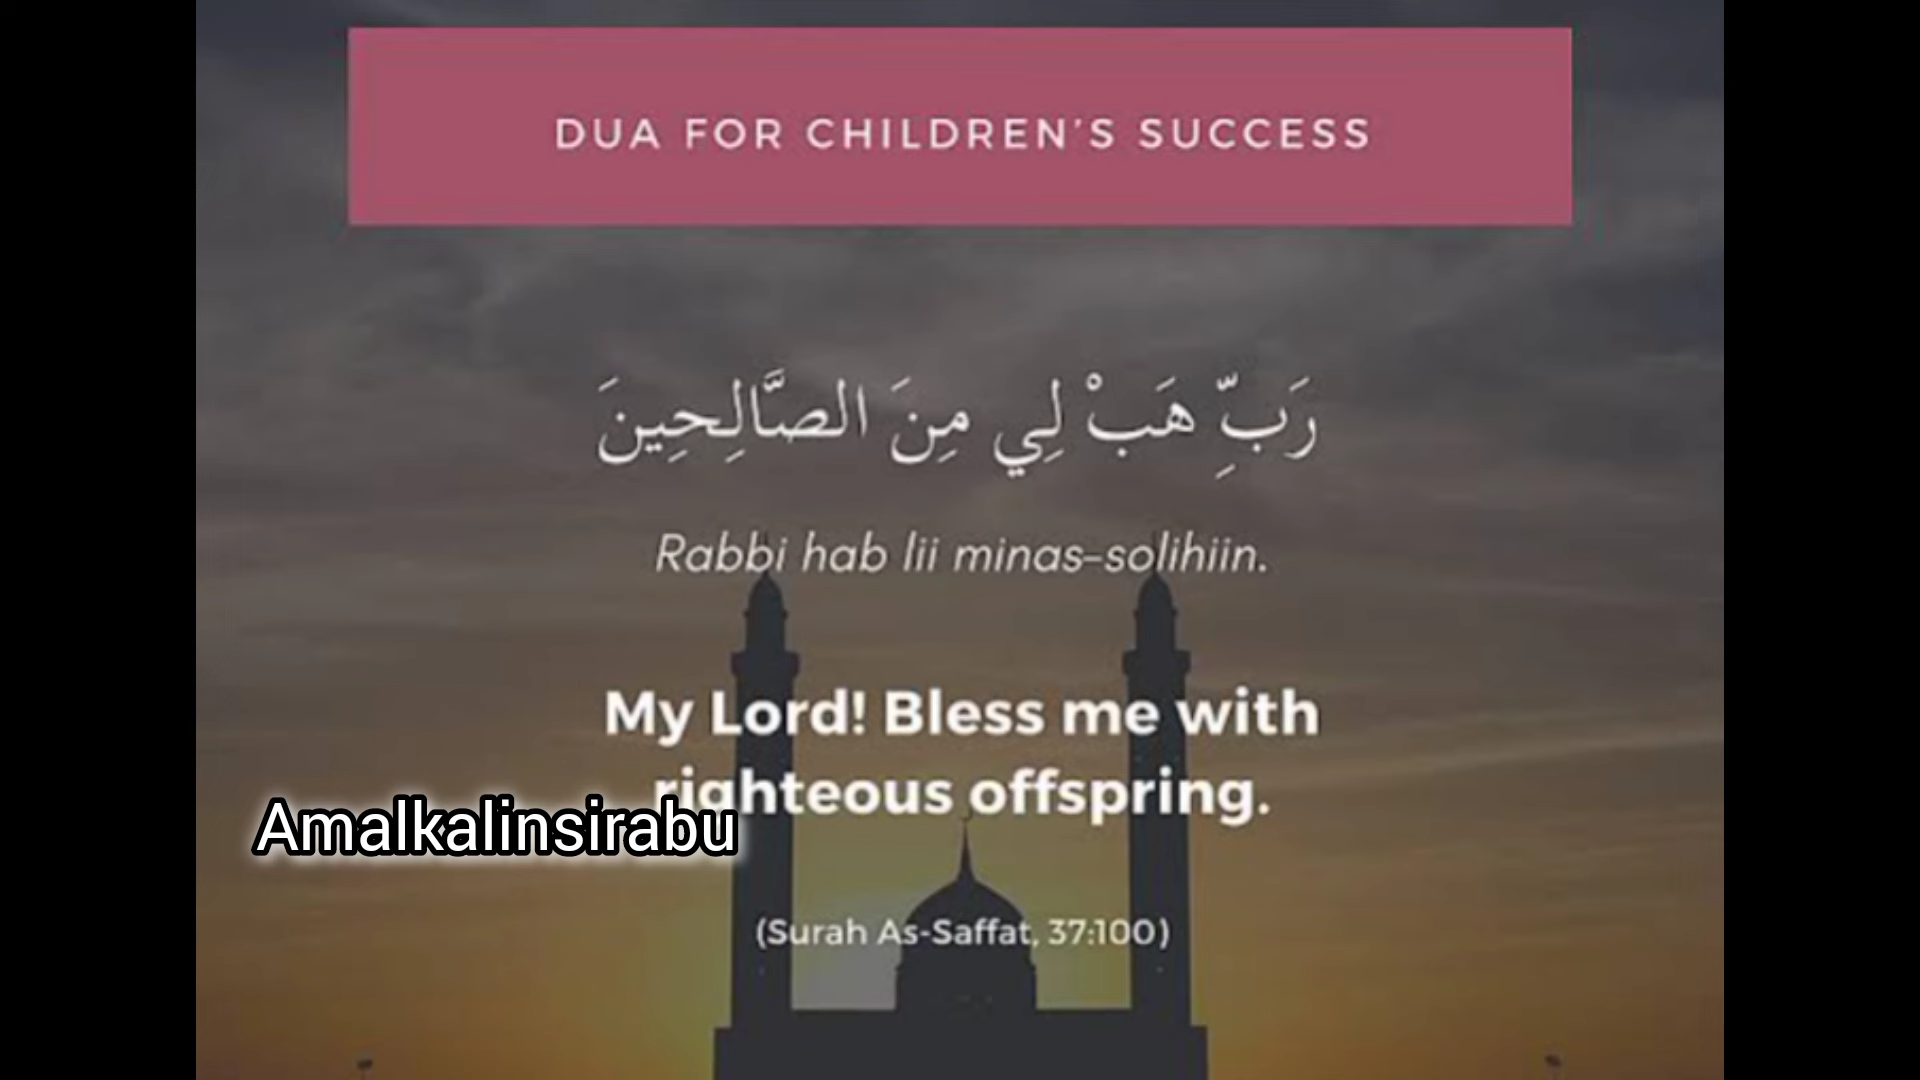 DUA FOR CHILDREN'S SUCCESS
رَبِّ هَبْ لِي مِنَ الصَّالِحِينَ
Rabbi hab lii minas-solihiin.
My Lord! Bless me with
righteous offspring.
Amalkalinsirabu
(Surah As-Saffat, 37:100)